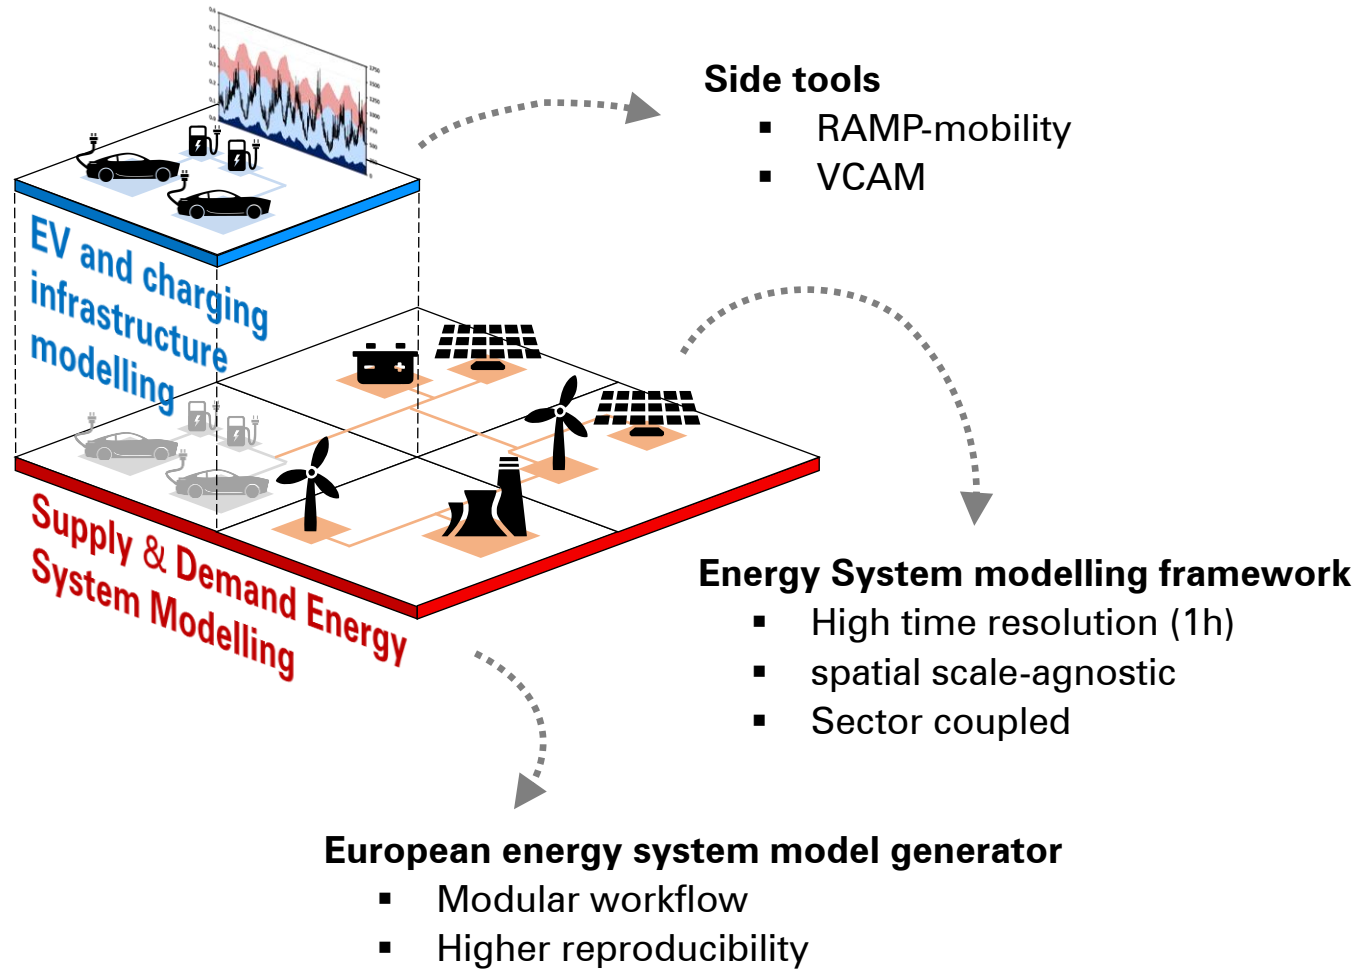 Side tools
▪ RAMP-mobility
▪ VCAM
EV and charging
infrastructure
modelling
Supply & Demand Energy
System Modelling
Energy System modelling framework
▪ High time resolution (1h)
▪ spatial scale-agnostic
▪ Sector coupled
European energy system model generator
▪ Modular workflow
▪ Higher reproducibility